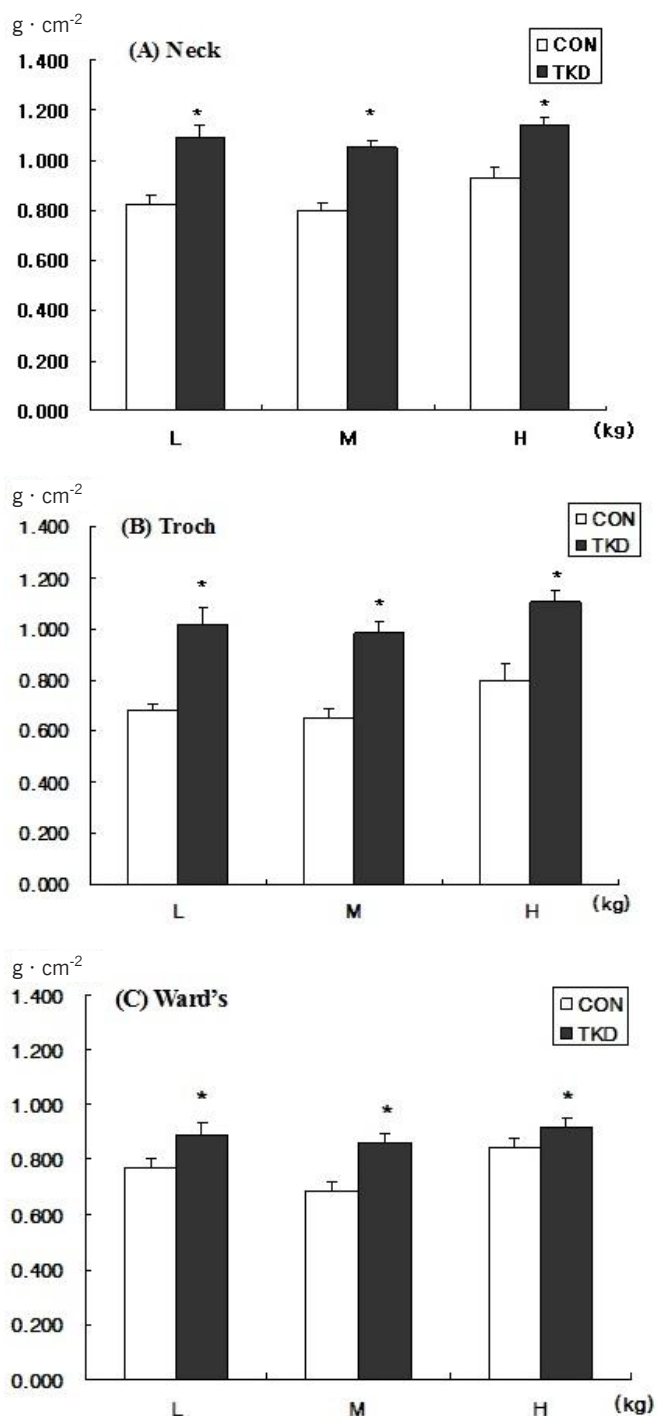 g · cm-2
(A) Neck
CON
TKD
1.400
1.200
1.000
0.800
0.600
0.400
0.200
0.000
* * *
L M H (kg)
g · cm-2
(B) Troch
CON
TKD
1.400
1.200
1.000
0.800
0.600
0.400
0.200
0.000
* * *
L M H (kg)
g · cm-2
(C) Ward’s
CON
TKD
1.400
1.200
1.000
0.800
0.600
0.400
0.200
0.000
* * *
L M H (kg)